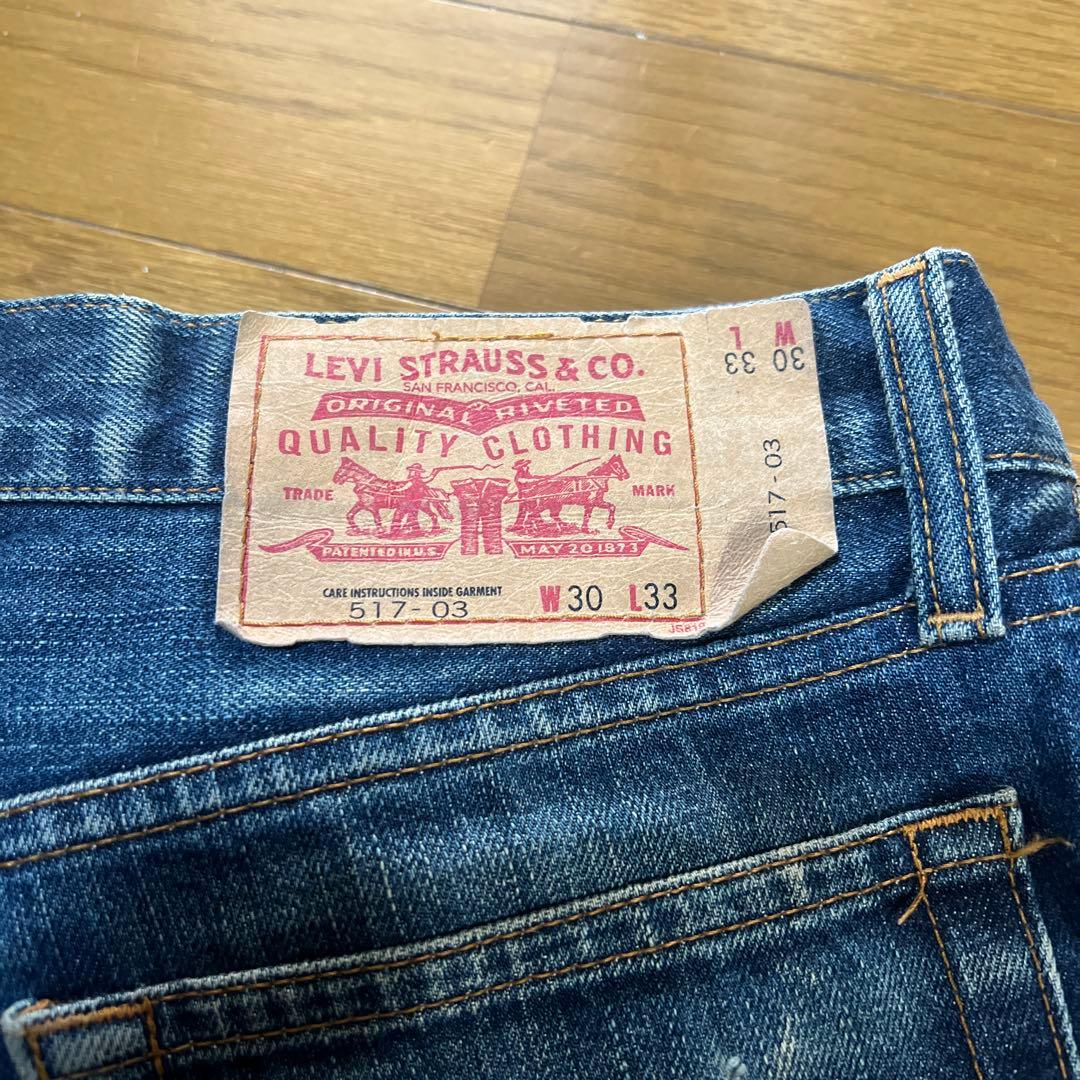 LEVI STRAUSS & CO.
SAN FRANCISCO, CAL.
ORIGINAL RIVETED
QUALITY CLOTHING
TRADE MARK
PATENTED IN U.S. MAY 20 1873
CARE INSTRUCTIONS INSIDE GARMENT
517-03 W30 L33
W L
30 33
517-03